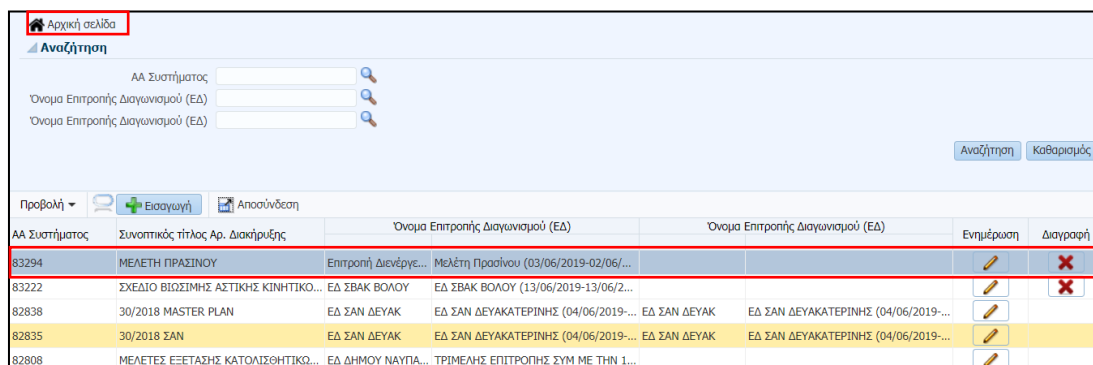 Αρχική σελίδα
Αναζήτηση
ΑΑ Συστήματος
Όνομα Επιτροπής Διαγωνισμού (ΕΔ)
Όνομα Επιτροπής Διαγωνισμού (ΕΔ)
Αναζήτηση Καθαρισμός
Προβολή Εισαγωγή Αποσύνδεση
ΑΑ Συστήματος Συνοπτικός τίτλος Αρ. Διακήρυξης Όνομα Επιτροπής Διαγωνισμού (ΕΔ) Όνομα Επιτροπής Διαγωνισμού (ΕΔ) Ενημέρωση Διαγραφή
83294 ΜΕΛΕΤΗ ΠΡΑΣΙΝΟΥ Επιτροπή Διενέργε... Μελέτη Πρασίνου (03/06/2019-02/06/...
83222 ΣΧΕΔΙΟ ΒΙΩΣΙΜΗΣ ΑΣΤΙΚΗΣ ΚΙΝΗΤΙΚΟ... ΕΔ ΣΒΑΚ ΒΟΛΟΥ ΕΔ ΣΒΑΚ ΒΟΛΟΥ (13/06/2019-13/06/2...
82838 30/2018 MASTER PLAN ΕΔ ΣΑΝ ΔΕΥΑΚ ΕΔ ΣΑΝ ΔΕΥΑΚΑΤΕΡΙΝΗΣ (04/06/2019-... ΕΔ ΣΑΝ ΔΕΥΑΚ ΕΔ ΣΑΝ ΔΕΥΑΚΑΤΕΡΙΝΗΣ (04/06/2019-...
82835 30/2018 ΣΑΝ ΕΔ ΣΑΝ ΔΕΥΑΚ ΕΔ ΣΑΝ ΔΕΥΑΚΑΤΕΡΙΝΗΣ (04/06/2019-... ΕΔ ΣΑΝ ΔΕΥΑΚ ΕΔ ΣΑΝ ΔΕΥΑΚΑΤΕΡΙΝΗΣ (04/06/2019-...
82808 ΜΕΛΕΤΕΣ ΕΞΕΤΑΣΗΣ ΚΑΤΟΛΙΣΘΗΤΙΚΩ... ΕΔ ΔΗΜΟΥ ΝΑΥΠΑ... ΤΡΙΜΕΛΗΣ ΕΠΙΤΡΟΠΗΣ ΣΥΜ ΜΕ ΤΗΝ 1...